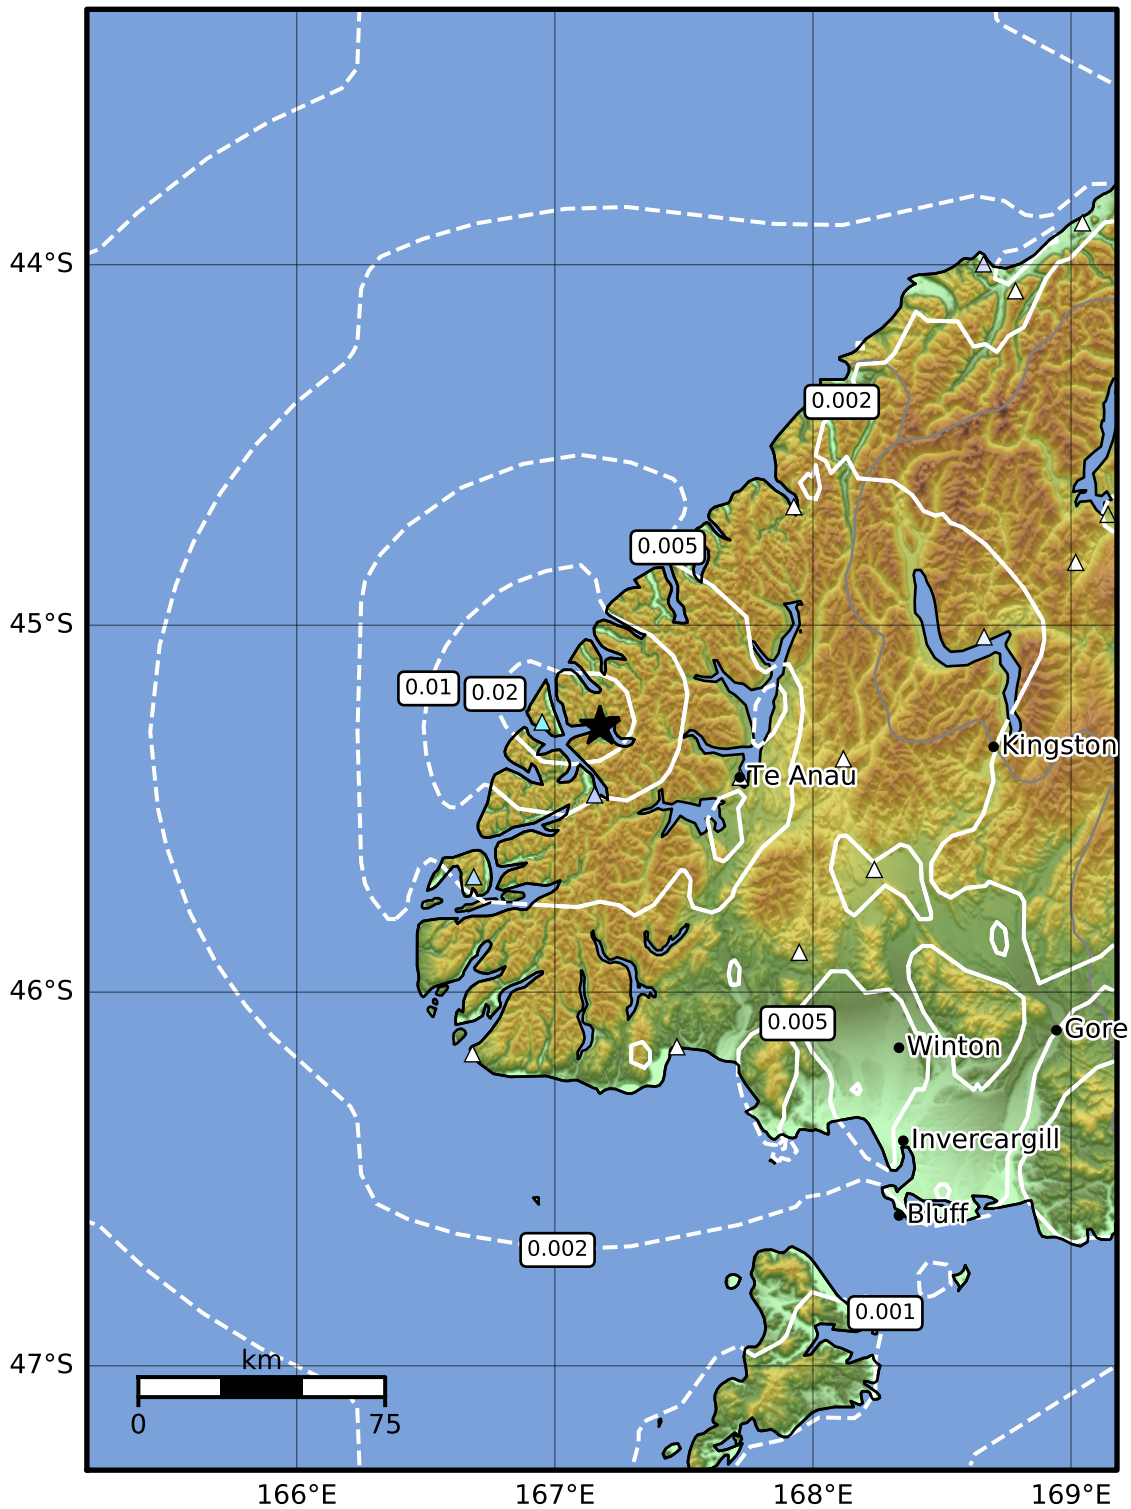 44°S
0.002
0.005
45°S
0.01
0.02
Kingston
Te Anau
46°S
0.005
Gore
Winton
Invercargill
Bluff
0.002
0.001
km
47°S
0
75
166°E
167°E
168°E
169°E